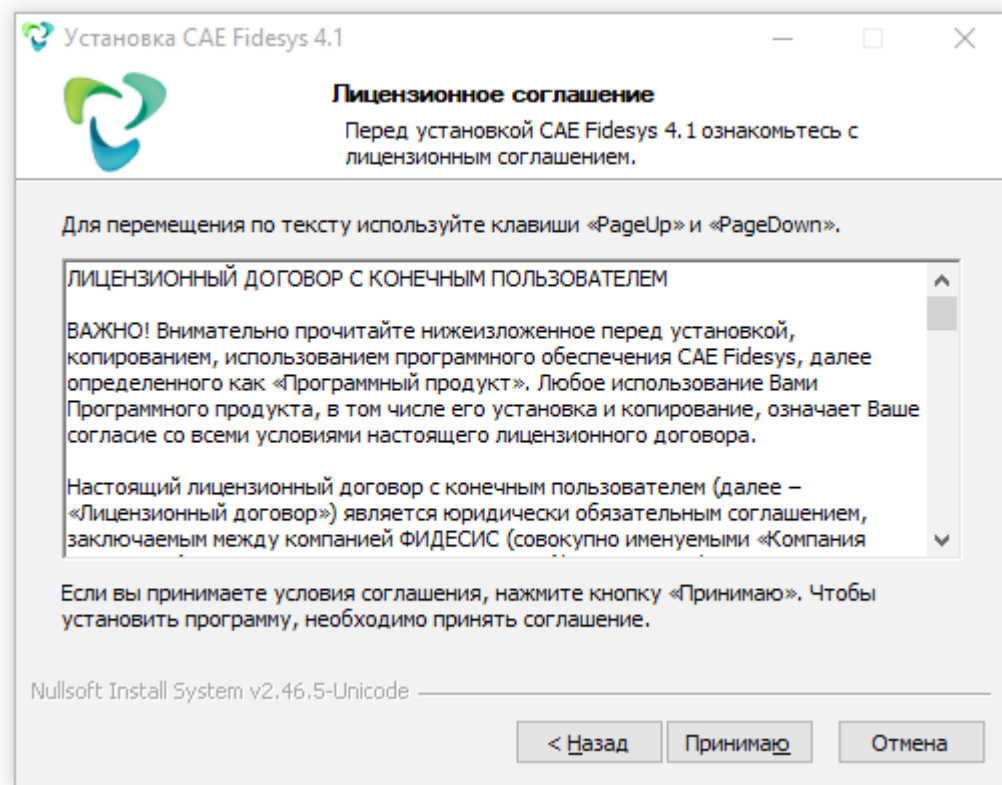 Установка CAE Fidesys 4.1
Лицензионное соглашение
Перед установкой CAE Fidesys 4.1 ознакомьтесь с
лицензионным соглашением.
Для перемещения по тексту используйте клавиши «PageUp» и «PageDown».
ЛИЦЕНЗИОННЫЙ ДОГОВОР С КОНЕЧНЫМ ПОЛЬЗОВАТЕЛЕМ
ВАЖНО! Внимательно прочитайте нижеизложенное перед установкой,
копированием, использованием программного обеспечения CAE Fidesys, далее
определенного как «Программный продукт». Любое использование Вами
Программного продукта, в том числе его установка и копирование, означает Ваше
согласие со всеми условиями настоящего лицензионного договора.
Настоящий лицензионный договор с конечным пользователем (далее –
«Лицензионный договор») является юридически обязательным соглашением,
заключаемым между компанией ФИДЕСИС (совокупно именуемыми «Компания
Если вы принимаете условия соглашения, нажмите кнопку «Принимаю». Чтобы
установить программу, необходимо принять соглашение.
Nullsoft Install System v2.46.5-Unicode
< Назад Принимаю Отмена